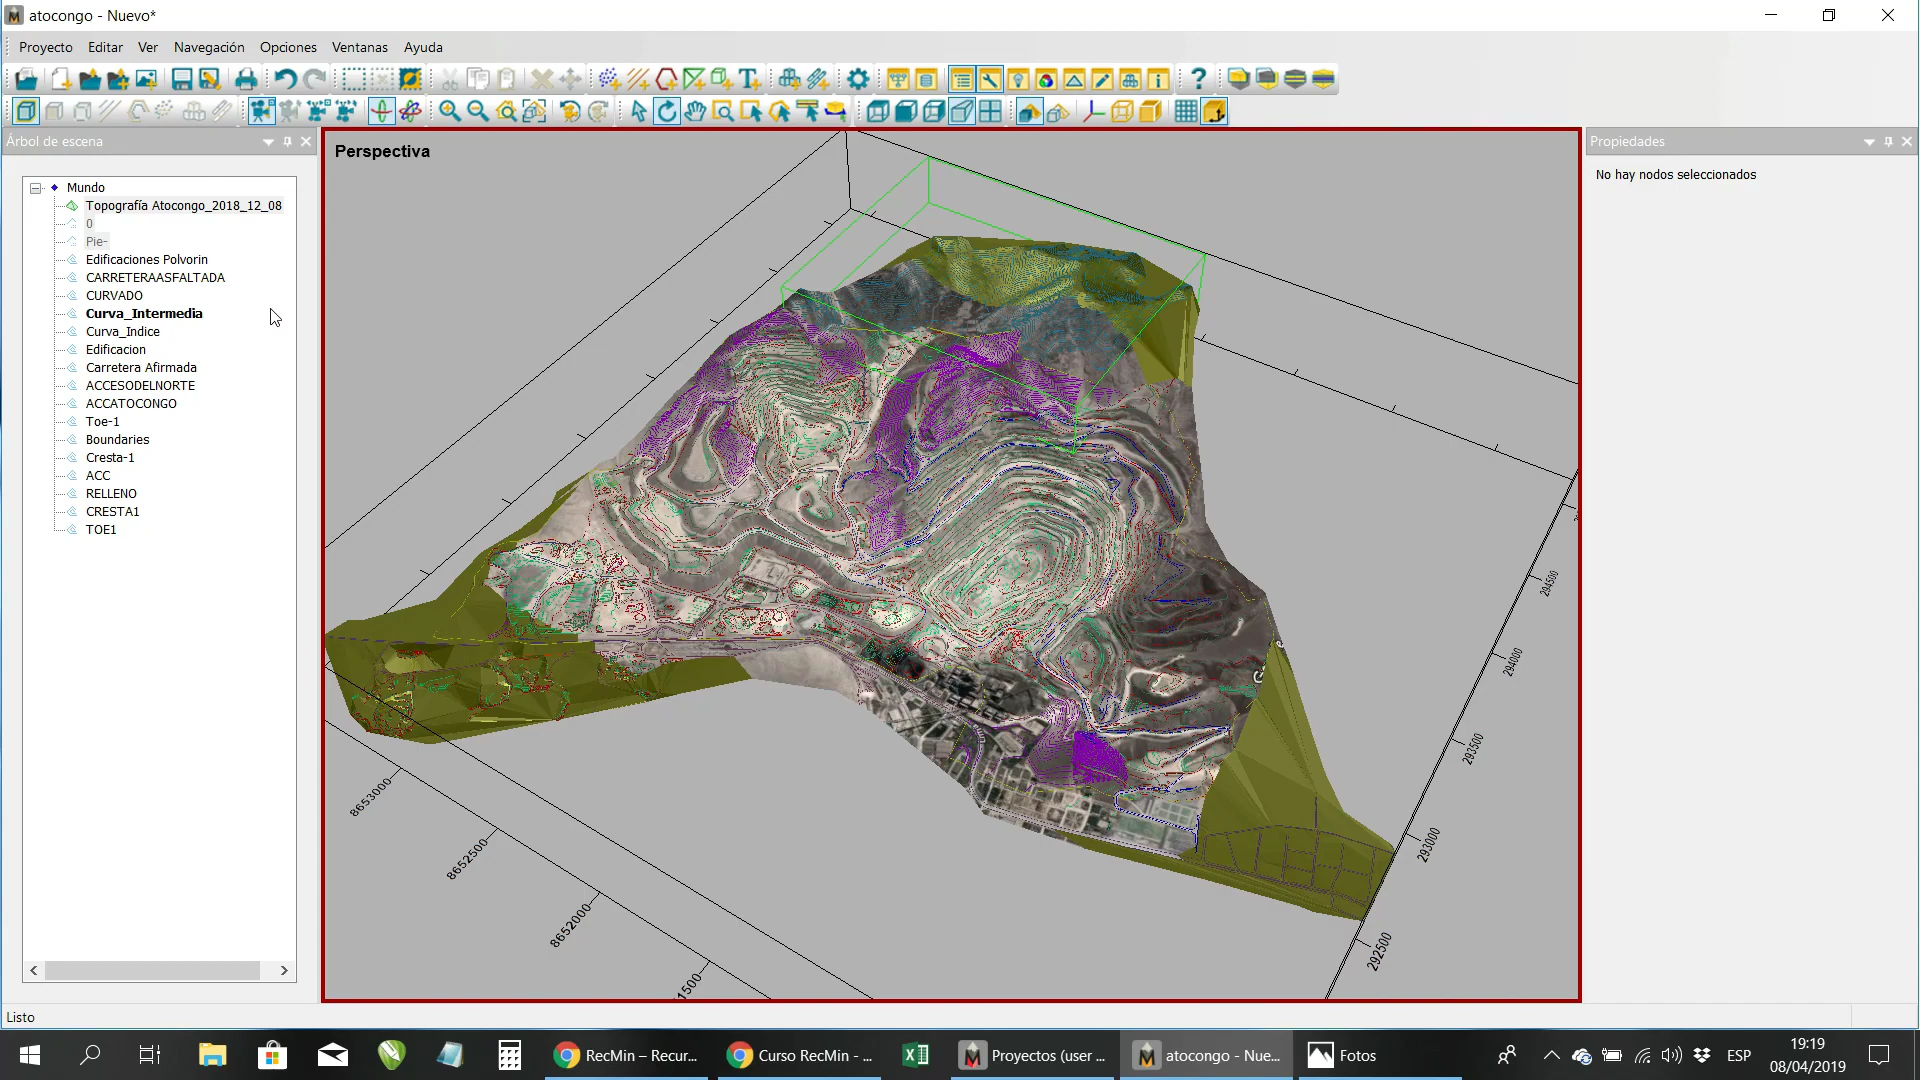 atocongo - Nuevo*
Proyecto Editar Ver Navegación Opciones Ventanas Ayuda
Árbol de escena
Propiedades
Perspectiva
No hay nodos seleccionados
Mundo
Topografía Atocongo_2018_12_08
0
Pie-
Edificaciones Polvorin
CARRETERAASFALTADA
CURVADO
Curva_Intermedia
Curva_Indice
Edificacion
Carretera Afirmada
ACCESODELNORTE
ACCATOCONGO
Toe-1
Boundaries
Cresta-1
ACC
RELLENO
CRESTA1
TOE1
294500
294000
293500
8653000
293000
8652500
8652000
292500
1500
Listo
RecMin – Recur...
Curso RecMin - ...
Proyectos (user ...
atocongo - Nue...
Fotos
ESP
19:19
08/04/2019